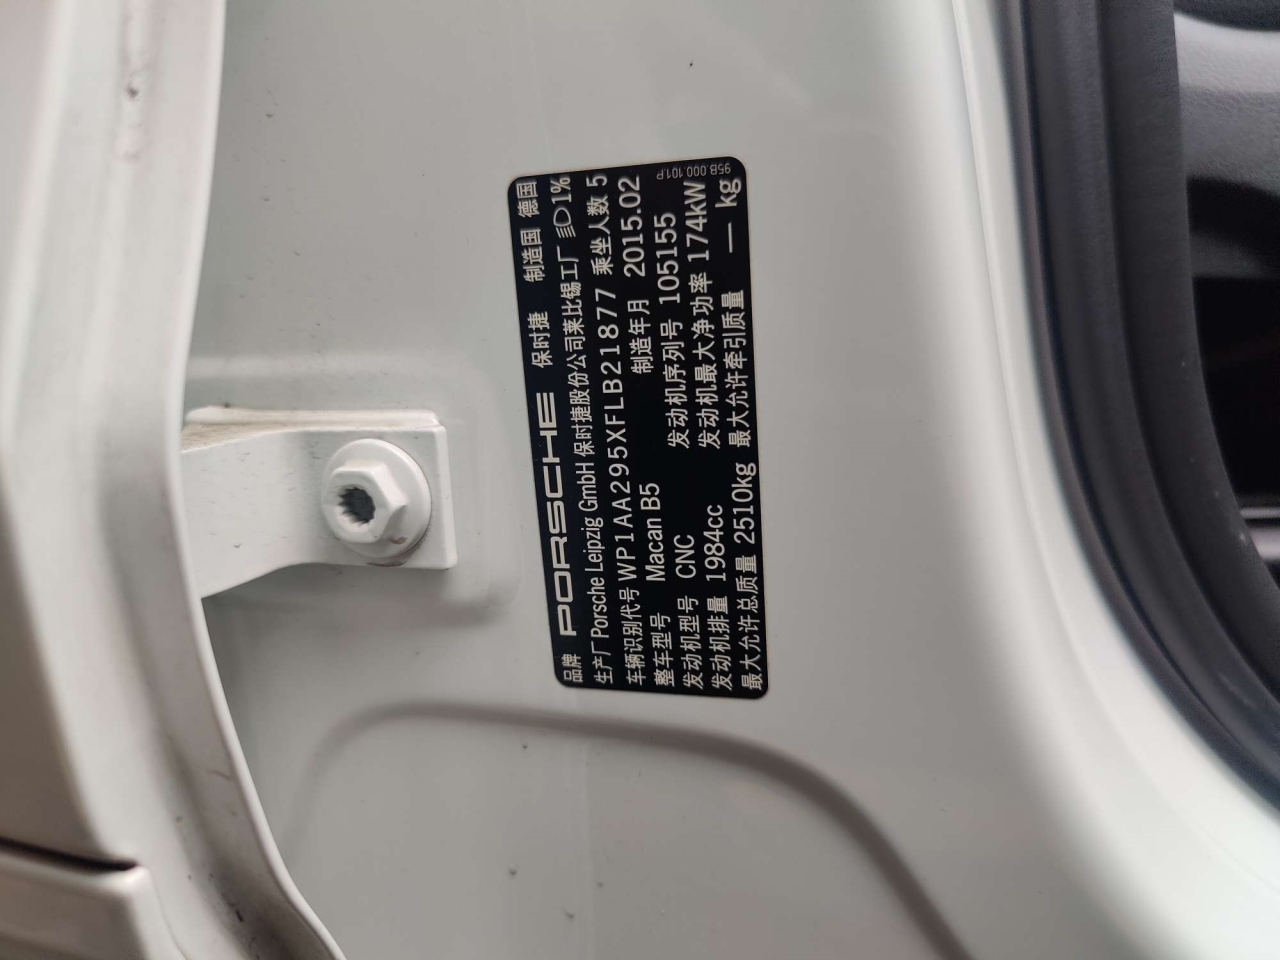 品牌 PORSCHE 保时捷 制造国 德国
生产厂 Porsche Leipzig GmbH 保时捷股份公司莱比锡工厂 1%
车辆识别代号 WP1AA295XFLB21877 乘坐人数 5
整车型号 Macan B5 制造年月 2015.02
发动机型号 CNC 发动机序列号 105155
发动机排量 1984cc 发动机最大净功率 174kW
最大允许总质量 2510kg 最大允许牵引质量 — kg
95B.000.101.P